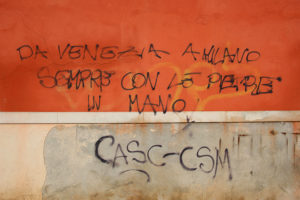 DA VENEZIA A MILANO
SEMPRE CON LE PIETRE
IN MANO
CASC-CSM